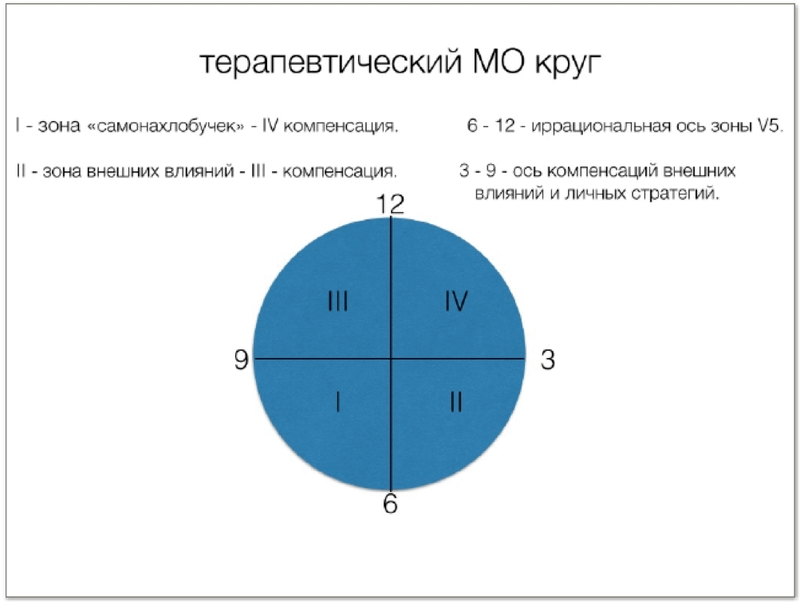 терапевтический МО круг
I - зона «самонахлобучек» - IV компенсация.
6 - 12 - иррациональная ось зоны V5.
II - зона внешних влияний - III - компенсация.
3 - 9 - ось компенсаций внешних
влияний и личных стратегий.
12
III
IV
9
3
I
II
6